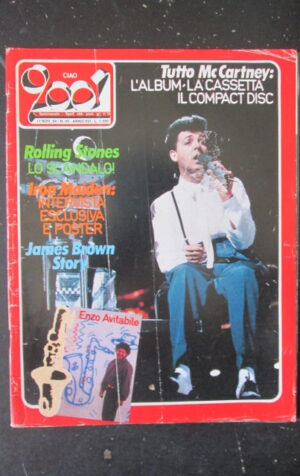 CIAO
2001
Tutto McCartney:
L'ALBUM·LA CASSETTA
IL COMPACT DISC
Rolling Stones
LO SCANDALO!
Iron Maiden:
INTERVISTA
ESCLUSIVA
E POSTER
James Brown
Story
Enzo Avitabile